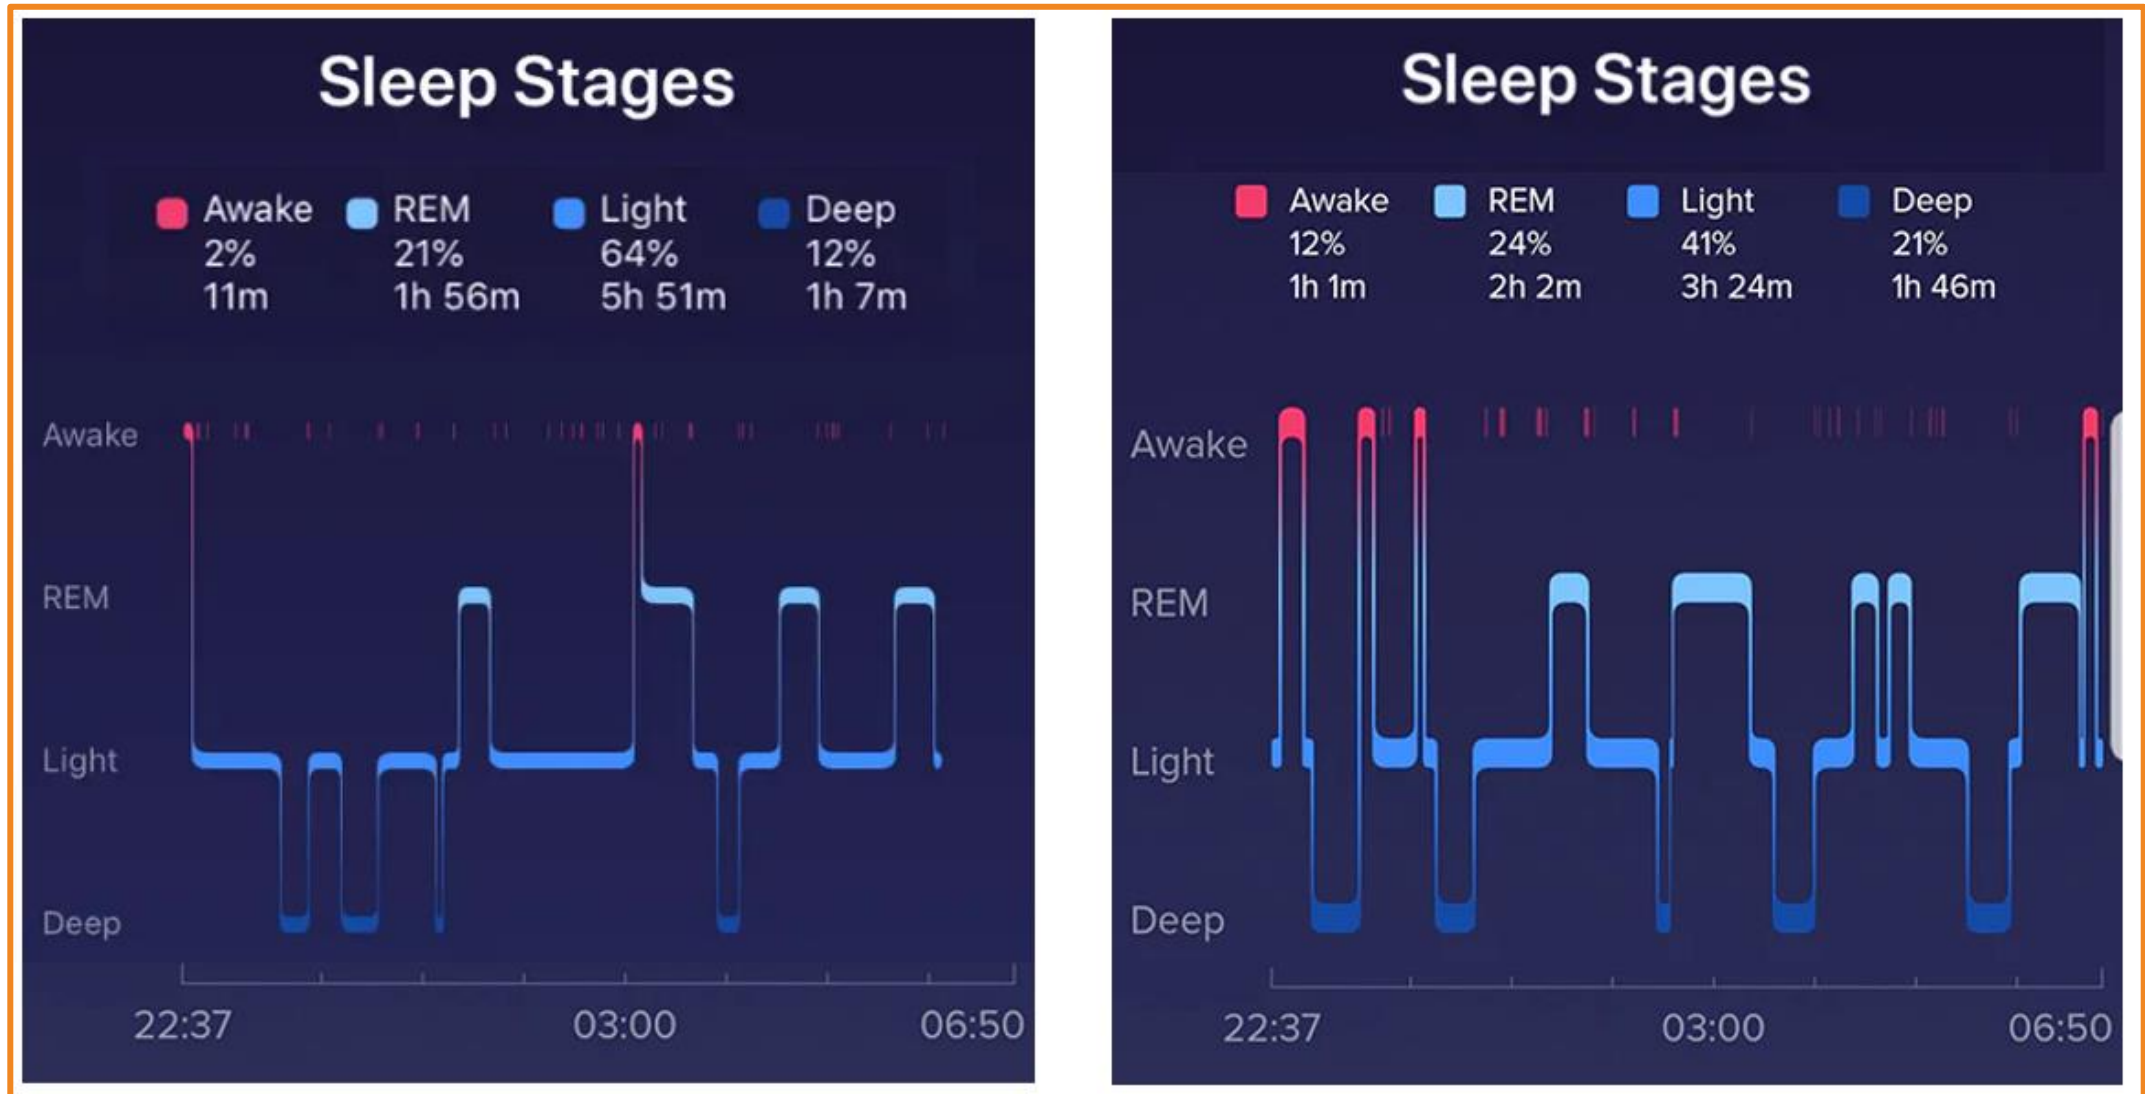 Sleep Stages
Awake REM Light Deep
2% 21% 64% 12%
11m 1h 56m 5h 51m 1h 7m
Awake
REM
Light
Deep
22:37 03:00 06:50
Sleep Stages
Awake REM Light Deep
12% 24% 41% 21%
1h 1m 2h 2m 3h 24m 1h 46m
Awake
REM
Light
Deep
22:37 03:00 06:50